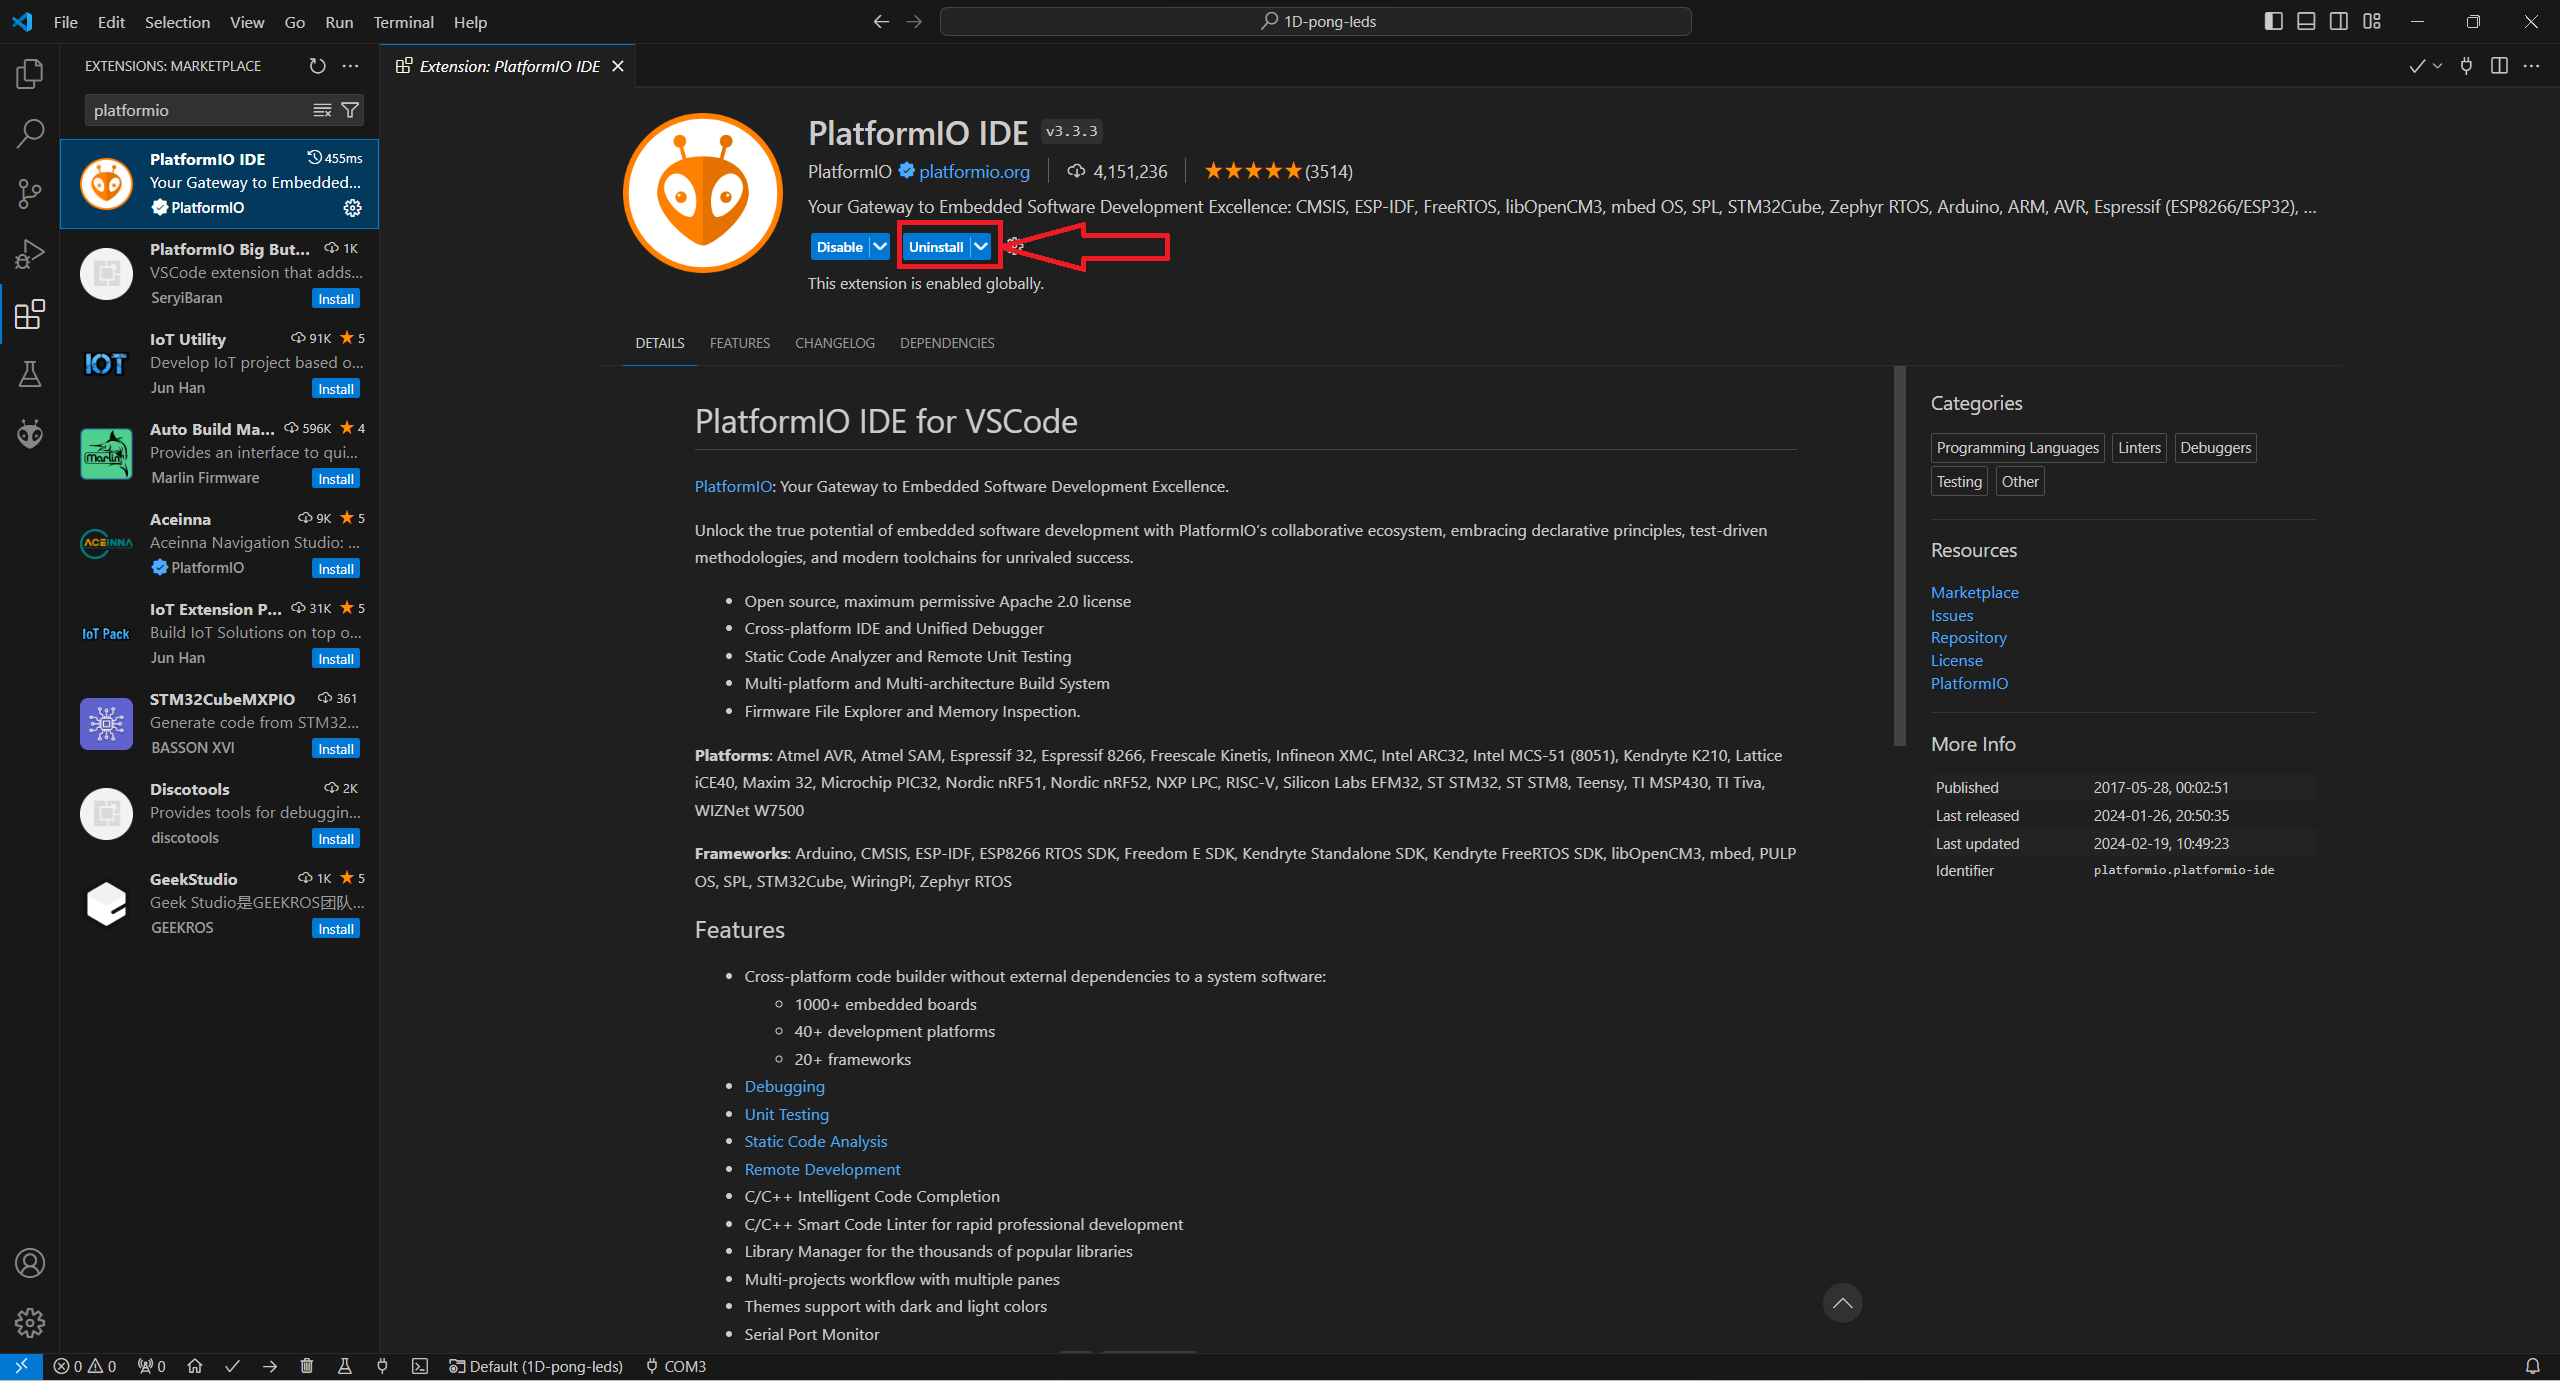 File Edit Selection View Go Run Terminal Help
1D-pong-leds
EXTENSIONS: MARKETPLACE
platformio
PlatformIO IDE 455ms
Your Gateway to Embedded...
PlatformIO
PlatformIO Big But... 1K
VSCode extension that adds...
SeryiBaran Install
IOT
IoT Utility 91K 5
Develop IoT project based o...
Jun Han Install
Marlin
Auto Build Ma... 596K 4
Provides an interface to qui...
Marlin Firmware Install
ACEINNA
Aceinna 9K 5
Aceinna Navigation Studio: ...
PlatformIO Install
IoT Pack
IoT Extension P... 31K 5
Build IoT Solutions on top o...
Jun Han Install
STM32CubeMXPIO 361
Generate code from STM32...
BASSON XVI Install
Discotools 2K
Provides tools for debuggin...
discotools Install
GeekStudio 1K 5
Geek Studio是GEEKROS团队...
GEEKROS Install
Extension: PlatformIO IDE
PlatformIO IDE v3.3.3
PlatformIO platformio.org 4,151,236 (3514)
Your Gateway to Embedded Software Development Excellence: CMSIS, ESP-IDF, FreeRTOS, libOpenCM3, mbed OS, SPL, STM32Cube, Zephyr RTOS, Arduino, ARM, AVR, Espressif (ESP8266/ESP32), ...
Disable Uninstall
This extension is enabled globally.
DETAILS FEATURES CHANGELOG DEPENDENCIES
PlatformIO IDE for VSCode
PlatformIO: Your Gateway to Embedded Software Development Excellence.
Unlock the true potential of embedded software development with PlatformIO's collaborative ecosystem, embracing declarative principles, test-driven
methodologies, and modern toolchains for unrivaled success.
Open source, maximum permissive Apache 2.0 license
Cross-platform IDE and Unified Debugger
Static Code Analyzer and Remote Unit Testing
Multi-platform and Multi-architecture Build System
Firmware File Explorer and Memory Inspection.
Platforms: Atmel AVR, Atmel SAM, Espressif 32, Espressif 8266, Freescale Kinetis, Infineon XMC, Intel ARC32, Intel MCS-51 (8051), Kendryte K210, Lattice
iCE40, Maxim 32, Microchip PIC32, Nordic nRF51, Nordic nRF52, NXP LPC, RISC-V, Silicon Labs EFM32, ST STM32, ST STM8, Teensy, TI MSP430, TI Tiva,
WIZNet W7500
Frameworks: Arduino, CMSIS, ESP-IDF, ESP8266 RTOS SDK, Freedom E SDK, Kendryte Standalone SDK, Kendryte FreeRTOS SDK, libOpenCM3, mbed, PULP
OS, SPL, STM32Cube, WiringPi, Zephyr RTOS
Features
Cross-platform code builder without external dependencies to a system software:
1000+ embedded boards
40+ development platforms
20+ frameworks
Debugging
Unit Testing
Static Code Analysis
Remote Development
C/C++ Intelligent Code Completion
C/C++ Smart Code Linter for rapid professional development
Library Manager for the thousands of popular libraries
Multi-projects workflow with multiple panes
Themes support with dark and light colors
Serial Port Monitor
Categories
Programming Languages Linters Debuggers
Testing Other
Resources
Marketplace
Issues
Repository
License
PlatformIO
More Info
Published 2017-05-28, 00:02:51
Last released 2024-01-26, 20:50:35
Last updated 2024-02-19, 10:49:23
Identifier platformio.platformio-ide
0 0 0 Default (1D-pong-leds) COM3